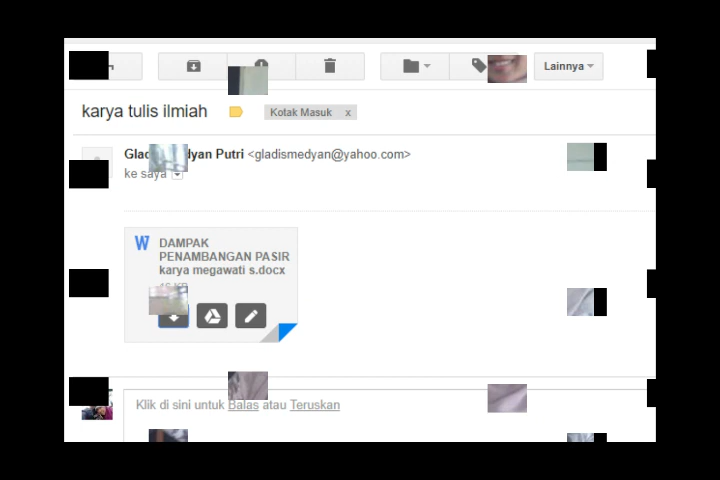 Lainnya
karya tulis ilmiah
Kotak Masuk x
Putri <gladismedyan@yahoo.com>
ke saya
W
DAMPAK
PENAMBANGAN PASIR
karya megawati s.docx
Klik di sini untuk Balas atau Teruskan